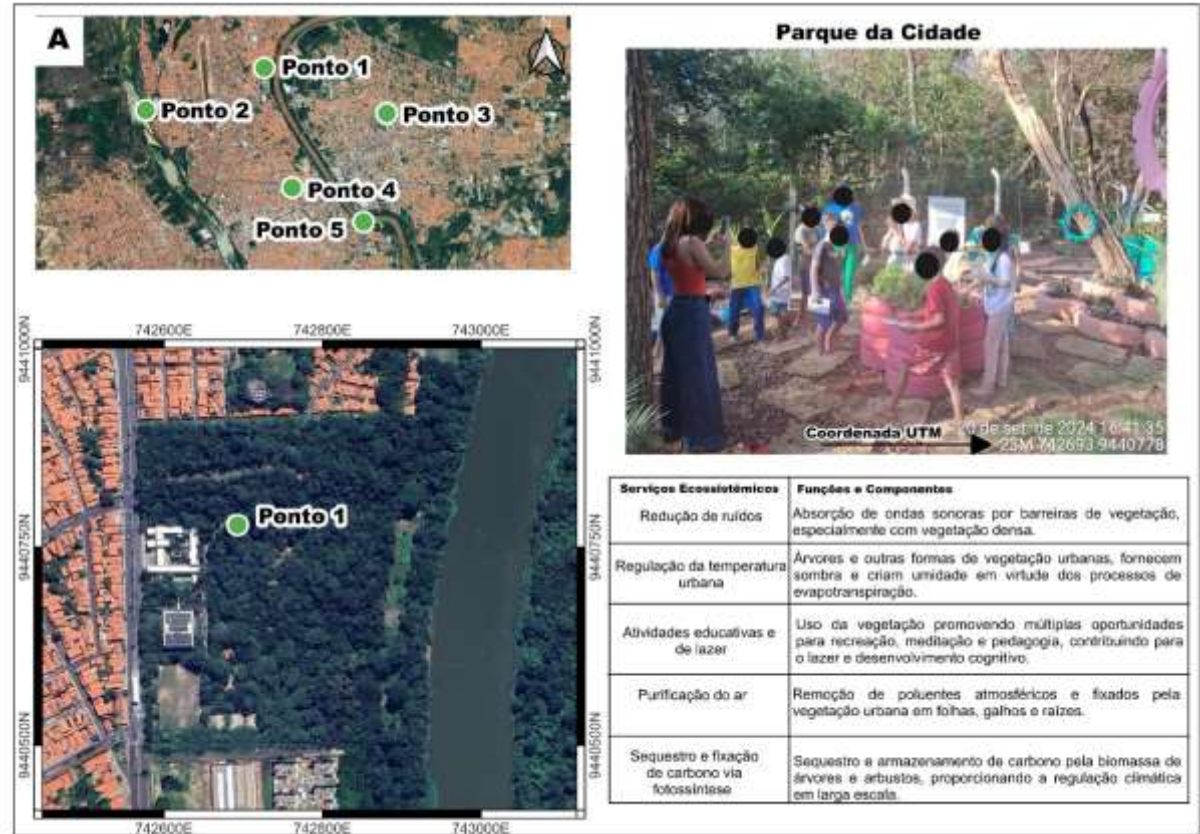 A
Ponto 1
Ponto 2
Ponto 3
Ponto 4
Ponto 5
Parque da Cidade
Coordenada UTM
20 de set. de 2024 16:41:35
23M 742693 9440778
742600E
742800E
743000E
9441000N
9441000N
Ponto 1
9440750N
9440750N
9440500N
9440500N
742600E
742800E
743000E
Serviços Ecossistêmicos
Funções e Componentes
Redução de ruídos
Absorção de ondas sonoras por barreiras de vegetação,
especialmente com vegetação densa.
Regulação da temperatura
urbana
Árvores e outras formas de vegetação urbanas, fornecem
sombra e criam umidade em virtude dos processos de
evapotranspiração.
Atividades educativas e
de lazer
Uso da vegetação promovendo múltiplas oportunidades
para recreação, meditação e pedagogia, contribuindo para
o lazer e desenvolvimento cognitivo.
Purificação do ar
Remoção de poluentes atmosféricos e fixados pela
vegetação urbana em folhas, galhos e raízes.
Sequestro e fixação
de carbono via
fotossíntese
Sequestro e armazenamento de carbono pela biomassa de
árvores e arbustos, proporcionando a regulação climática
em larga escala.